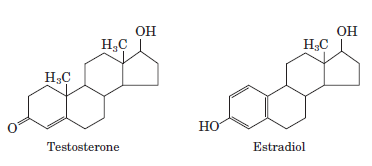 OH
H₃C
H₃C
O
Testosterone
OH
H₃C
HO
Estradiol